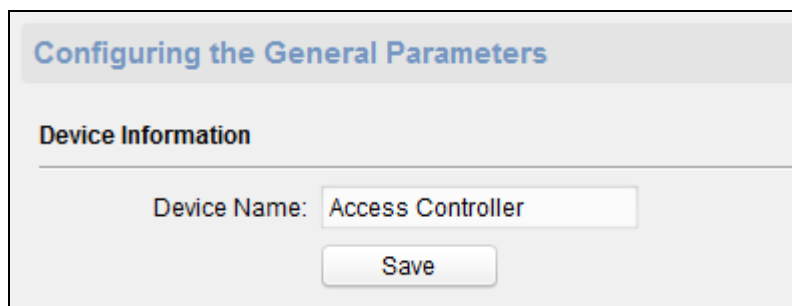 Configuring the General Parameters
Device Information
Device Name: Access Controller
Save